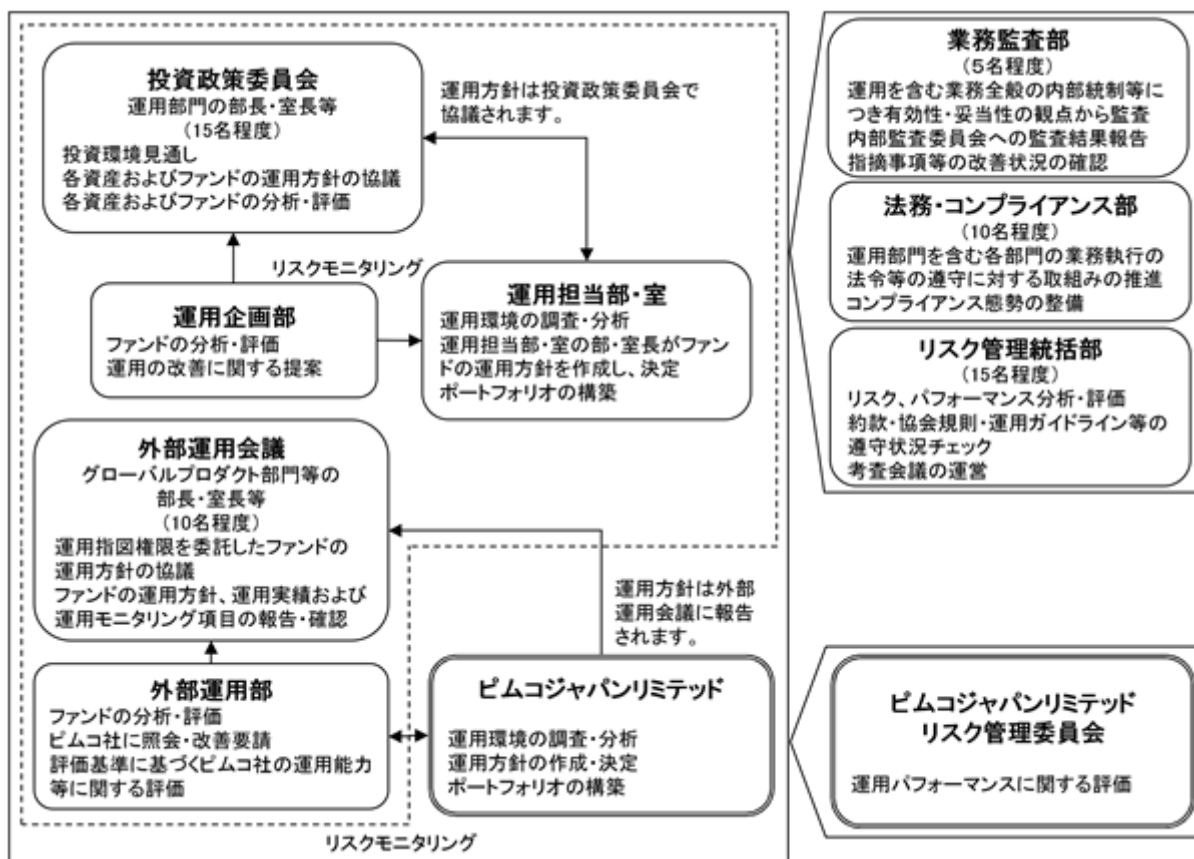 投資政策委員会
運用部門の部長・室長等
(15名程度)
投資環境見通し
各資産およびファンドの運用方針の協議
各資産およびファンドの分析・評価
運用方針は投資政策委員会で
協議されます。
リスクモニタリング
運用企画部
ファンドの分析・評価
運用の改善に関する提案
運用担当部・室
運用環境の調査・分析
運用担当部・室の部・室長がファン
ドの運用方針を作成し、決定
ポートフォリオの構築
外部運用会議
グローバルプロダクト部門等の
部長・室長等
(10名程度)
運用指図権限を委託したファンドの
運用方針の協議
ファンドの運用方針、運用実績および
運用モニタリング項目の報告・確認
運用方針は外部
運用会議に報告
されます。
外部運用部
ファンドの分析・評価
ピムコ社に照会・改善要請
評価基準に基づくピムコ社の運用能力
等に関する評価
ピムコジャパンリミテッド
運用環境の調査・分析
運用方針の作成・決定
ポートフォリオの構築
リスクモニタリング
業務監査部
(5名程度)
運用を含む業務全般の内部統制等に
つき有効性・妥当性の観点から監査
内部監査委員会への監査結果報告
指摘事項等の改善状況の確認
法務・コンプライアンス部
(10名程度)
運用部門を含む各部門の業務執行の
法令等の遵守に対する取組みの推進
コンプライアンス態勢の整備
リスク管理統括部
(15名程度)
リスク、パフォーマンス分析・評価
約款・協会規則・運用ガイドライン等の
遵守状況チェック
考査会議の運営
ピムコジャパンリミテッド
リスク管理委員会
運用パフォーマンスに関する評価